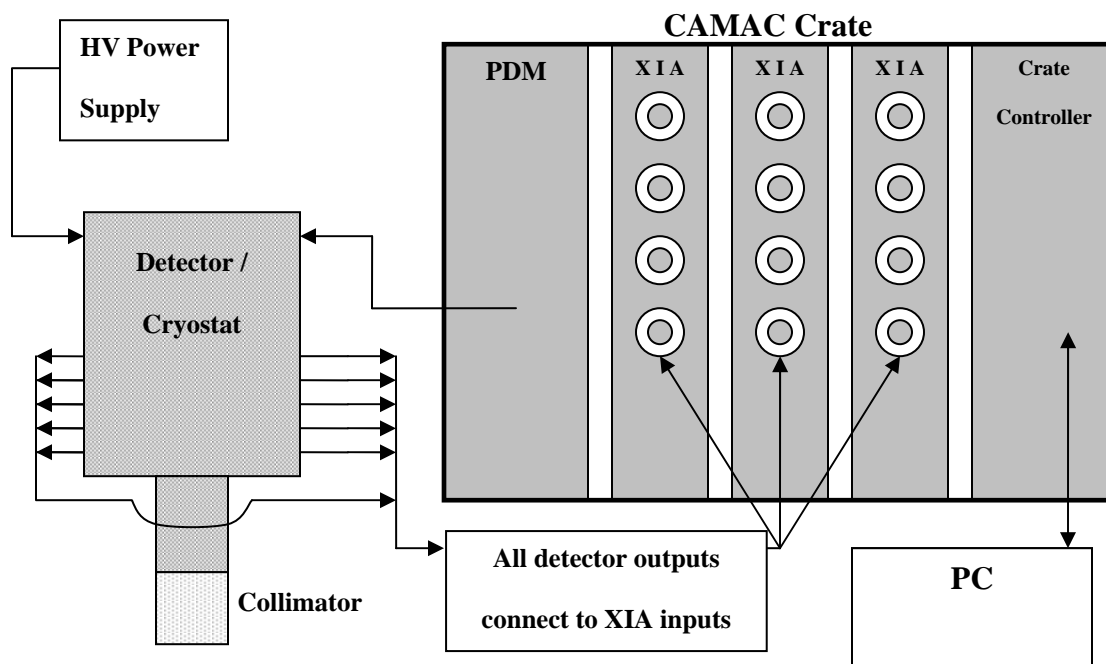 CAMAC Crate
HV Power
Supply
PDM
X I A
X I A
X I A
Crate
Controller
Detector /
Cryostat
Collimator
All detector outputs
connect to XIA inputs
PC